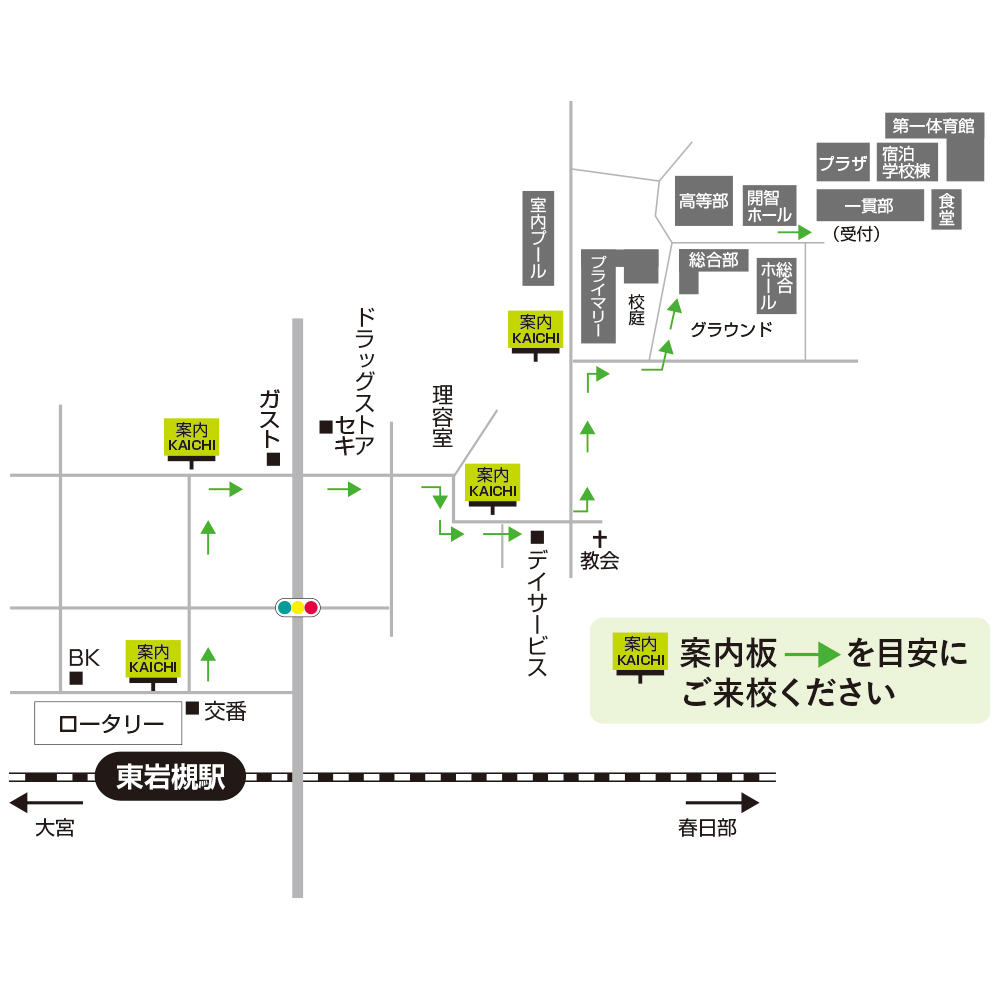 第一体育館
プラザ
宿泊
学校棟
高等部
開智
ホール
一貫部
食堂
(受付)
室内プール
プライマリー
校庭
総合部
総合
ホール
グラウンド
案内
KAICHI
ドラッグストア
セキ
ガスト
理容室
案内
KAICHI
案内
KAICHI
デイサービス
教会
案内
KAICHI
BK
交番
ロータリー
案内
KAICHI
案内板
を目安に
ご来校ください
東岩槻駅
大宮
春日部